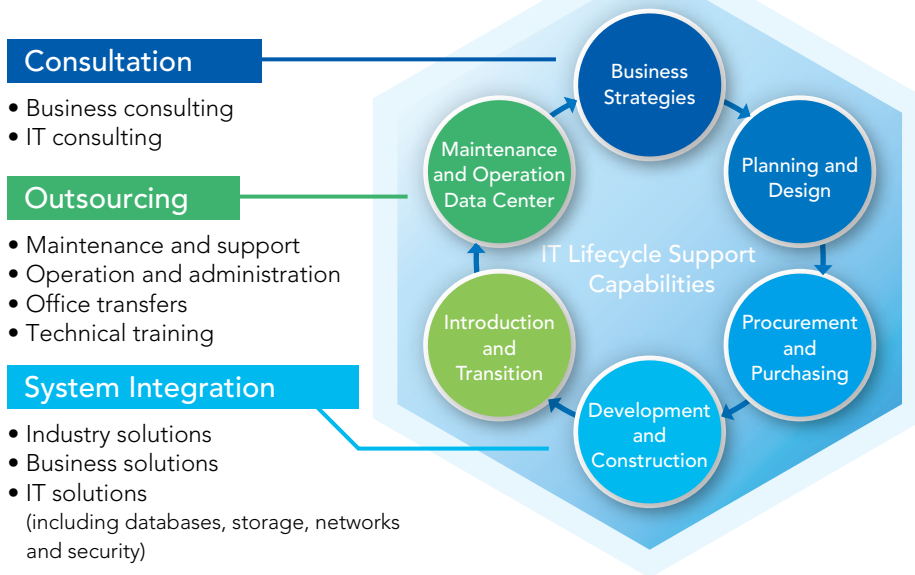 Consultation
• Business consulting
• IT consulting
Outsourcing
• Maintenance and support
• Operation and administration
• Office transfers
• Technical training
System Integration
• Industry solutions
• Business solutions
• IT solutions
(including databases, storage, networks
and security)
Business
Strategies
Planning and
Design
Procurement
and
Purchasing
Development
and
Construction
Introduction
and
Transition
Maintenance
and Operation
Data Center
IT Lifecycle Support
Capabilities